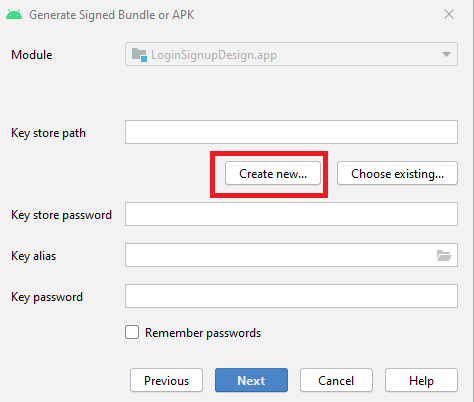 Generate Signed Bundle or APK
Module
LoginSignupDesign.app
Key store path
Create new...
Choose existing...
Key store password
Key alias
Key password
Remember passwords
Previous
Next
Cancel
Help